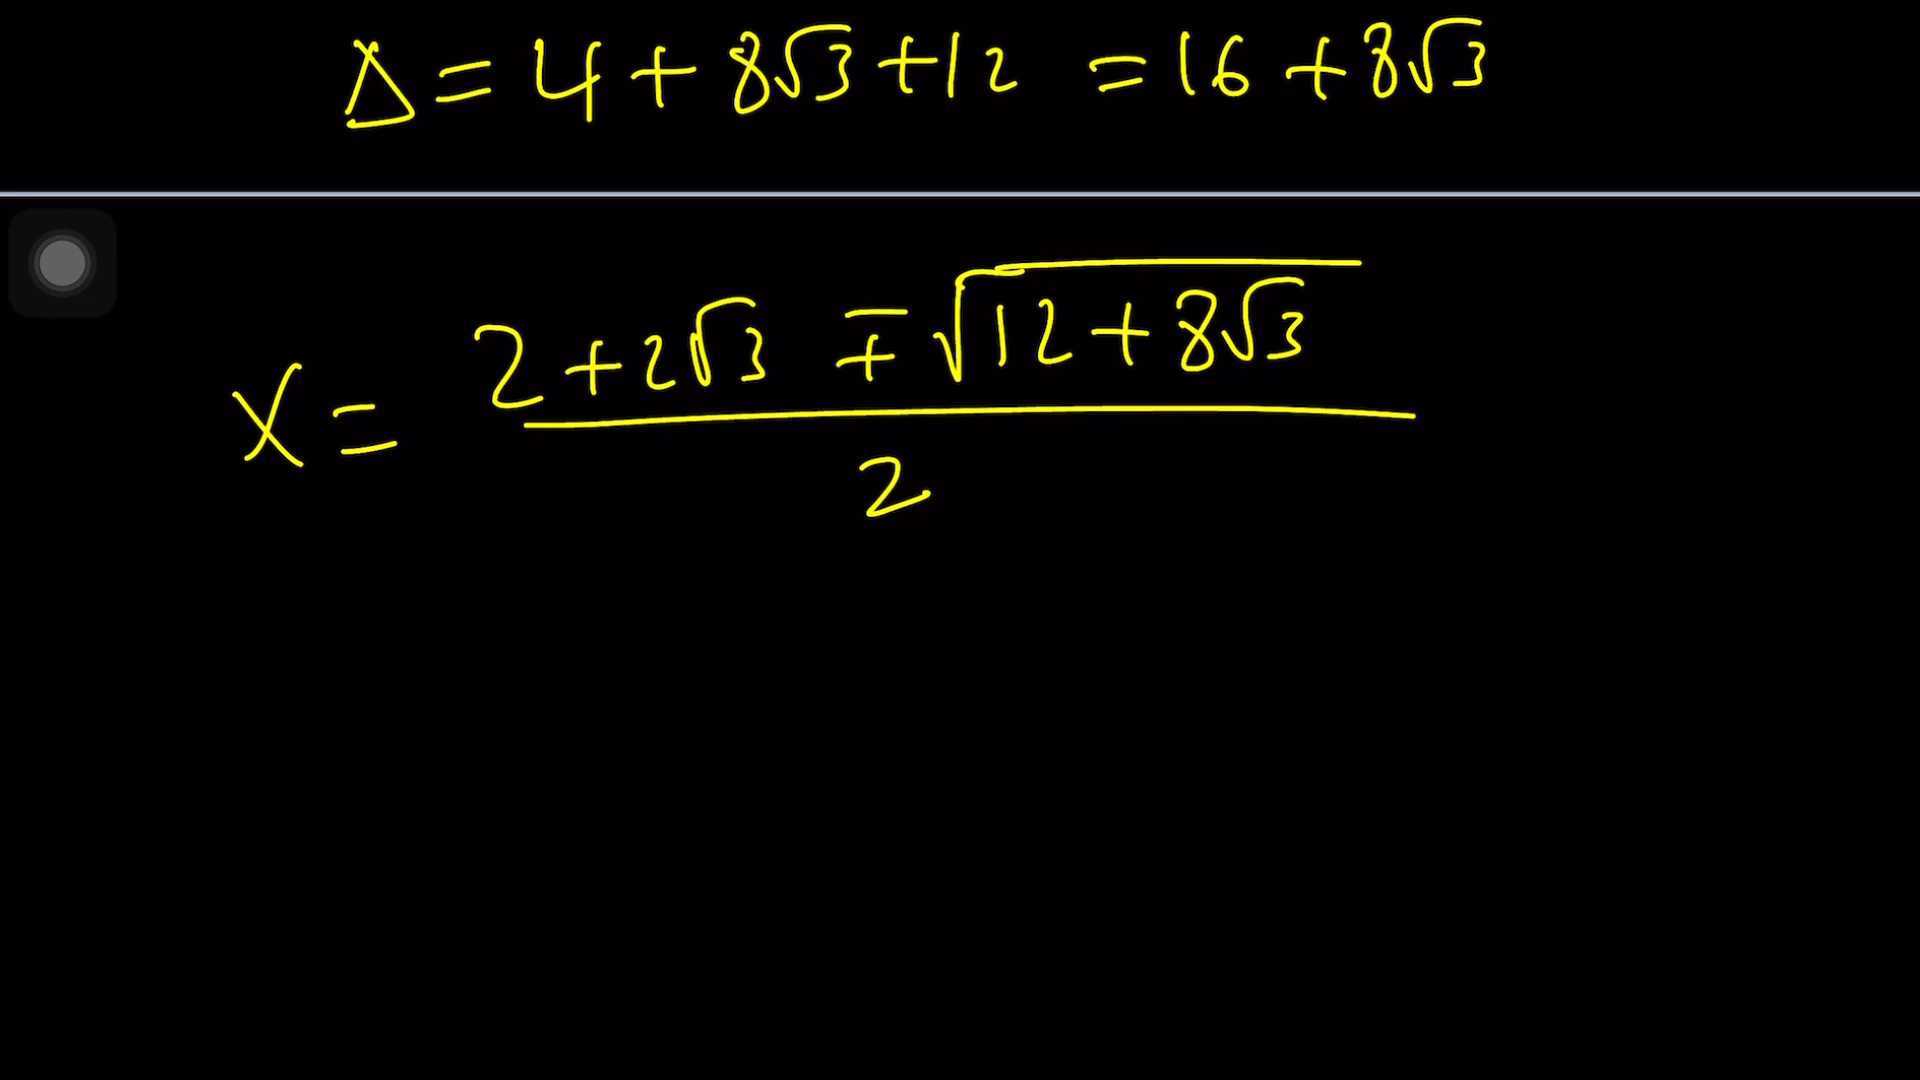 Δ = 4 + 8√3 + 12 = 16 + 8√3
X = (2 + 2√3 ∓ √(12 + 8√3)) / 2